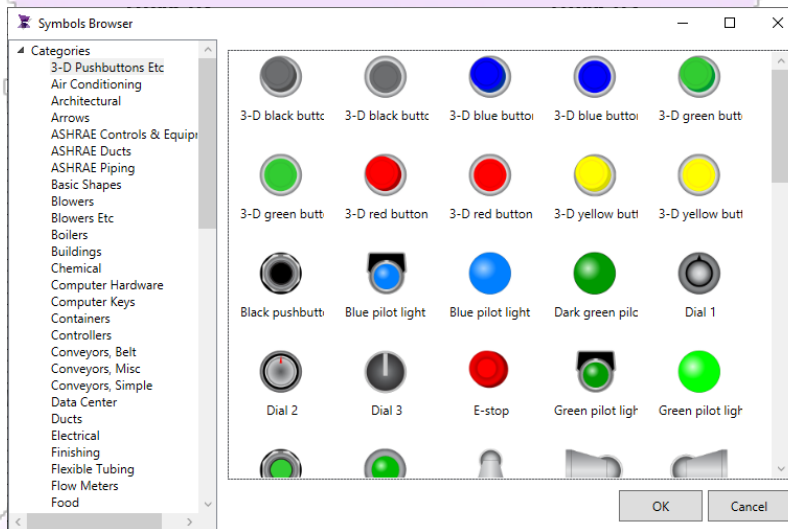 Symbols Browser
Categories
3-D Pushbuttons Etc
Air Conditioning
Architectural
Arrows
ASHRAE Controls & Equipr
ASHRAE Ducts
ASHRAE Piping
Basic Shapes
Blowers
Blowers Etc
Boilers
Buildings
Chemical
Computer Hardware
Computer Keys
Containers
Controllers
Conveyors, Belt
Conveyors, Misc
Conveyors, Simple
Data Center
Ducts
Electrical
Finishing
Flexible Tubing
Flow Meters
Food
3-D black buttc 3-D black buttc 3-D blue buttor 3-D blue buttor 3-D green butt
3-D green butt 3-D red button 3-D red button 3-D yellow butt 3-D yellow butt
Black pushbutt Blue pilot light Blue pilot light Dark green pilc Dial 1
Dial 2 Dial 3 E-stop Green pilot ligh Green pilot ligh
OK Cancel